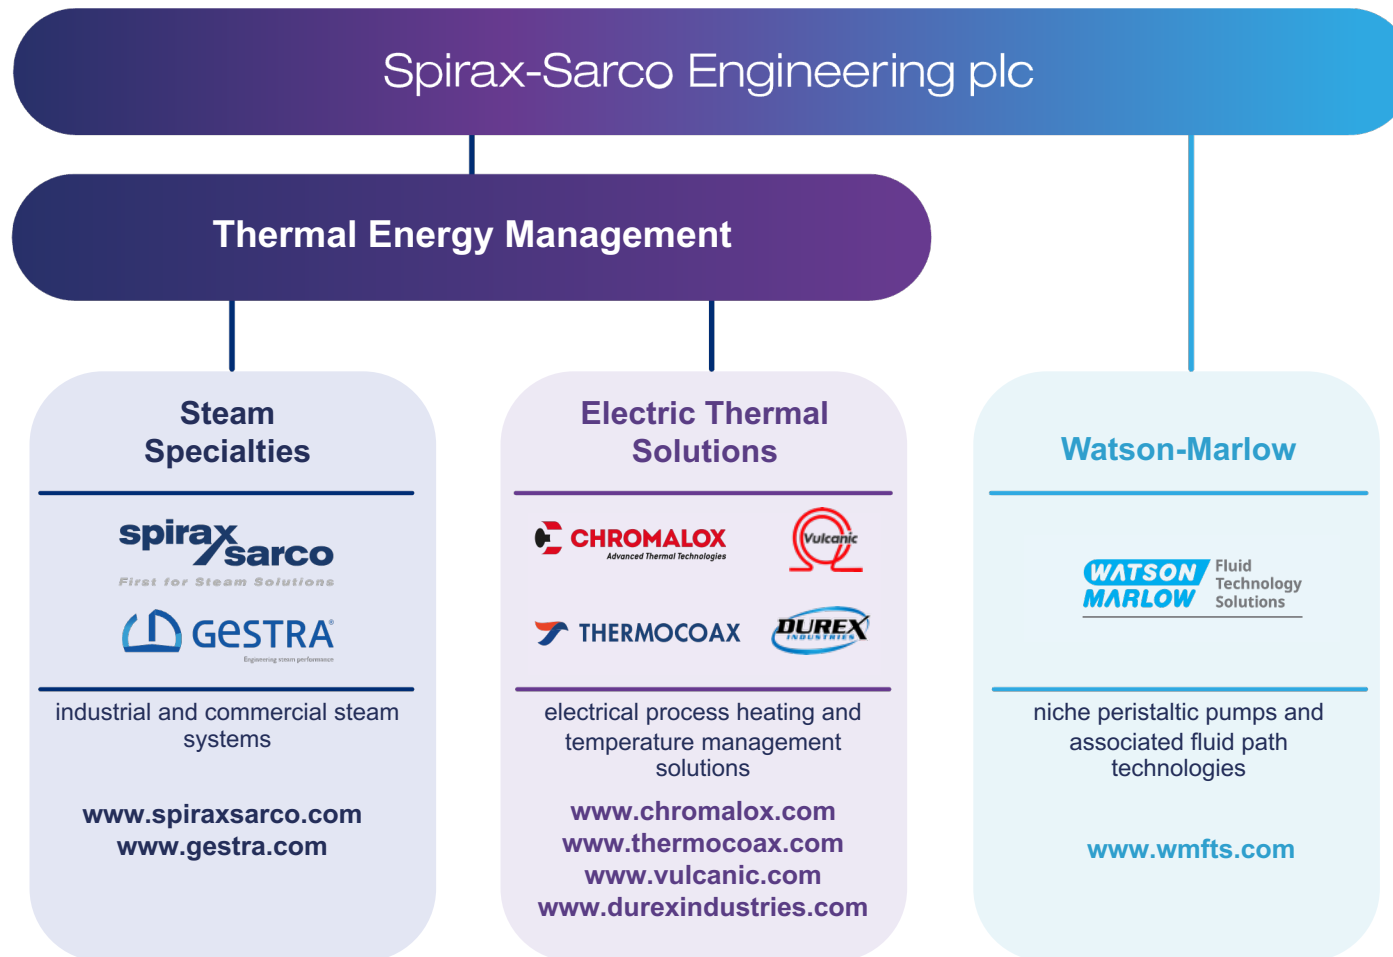 Spirax-Sarco Engineering plc
Thermal Energy Management
Steam
Specialties
spirax
sarco
First for Steam Solutions
GESTRA®
Engineering steam performance
industrial and commercial steam
systems
www.spiraxsarco.com
www.gestra.com
Electric Thermal
Solutions
CHROMALOX
Advanced Thermal Technologies
Vulcanic
THERMOCOAX
DUREX
INDUSTRIES
electrical process heating and
temperature management
solutions
www.chromalox.com
www.thermocoax.com
www.vulcanic.com
www.durexindustries.com
Watson-Marlow
WATSON
MARLOW
Fluid
Technology
Solutions
niche peristaltic pumps and
associated fluid path
technologies
www.wmfts.com